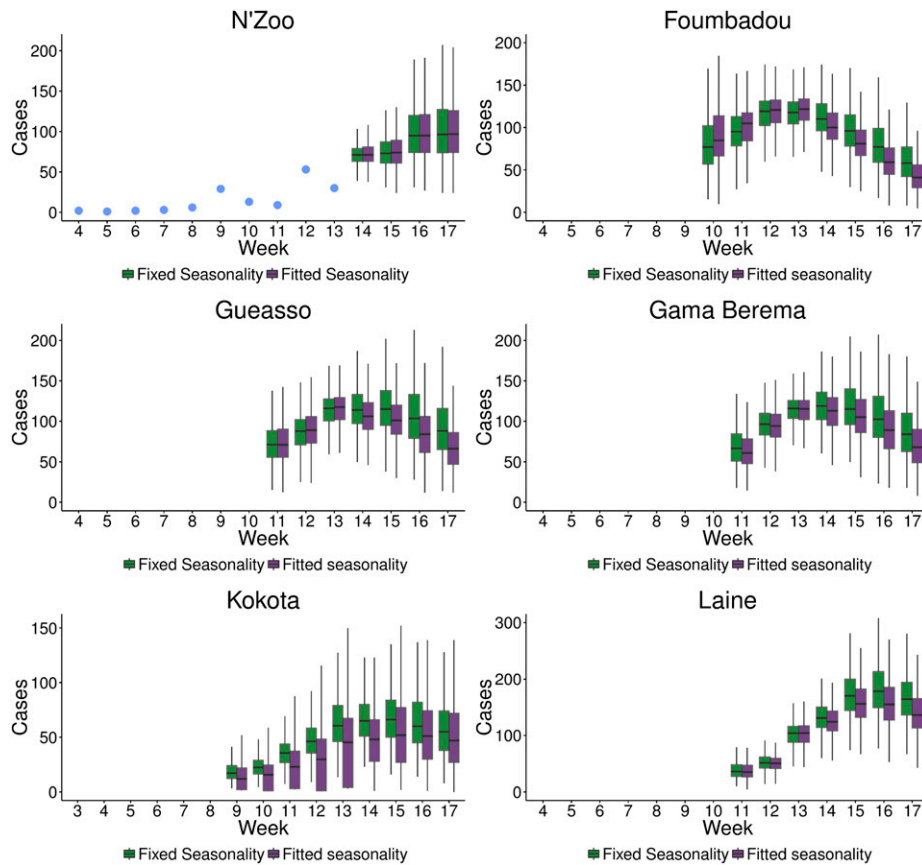 N'Zoo
Cases
200
150
100
50
0
4 5 6 7 8 9 10 11 12 13 14 15 16 17
Week
Fixed Seasonality Fitted Seasonality
Foumbadou
Cases
200
150
100
50
0
4 5 6 7 8 9 10 11 12 13 14 15 16 17
Week
Fixed Seasonality Fitted seasonality
Gueasso
Cases
200
150
100
50
0
4 5 6 7 8 9 10 11 12 13 14 15 16 17
Week
Fixed Seasonality Fitted seasonality
Gama Berema
Cases
200
150
100
50
0
4 5 6 7 8 9 10 11 12 13 14 15 16 17
Week
Fixed Seasonality Fitted seasonality
Kokota
Cases
150
100
50
0
3 4 5 6 7 8 9 10 11 12 13 14 15 16 17
Week
Fixed Seasonality Fitted seasonality
Laine
Cases
300
200
100
0
4 5 6 7 8 9 10 11 12 13 14 15 16 17
Week
Fixed Seasonality Fitted seasonality